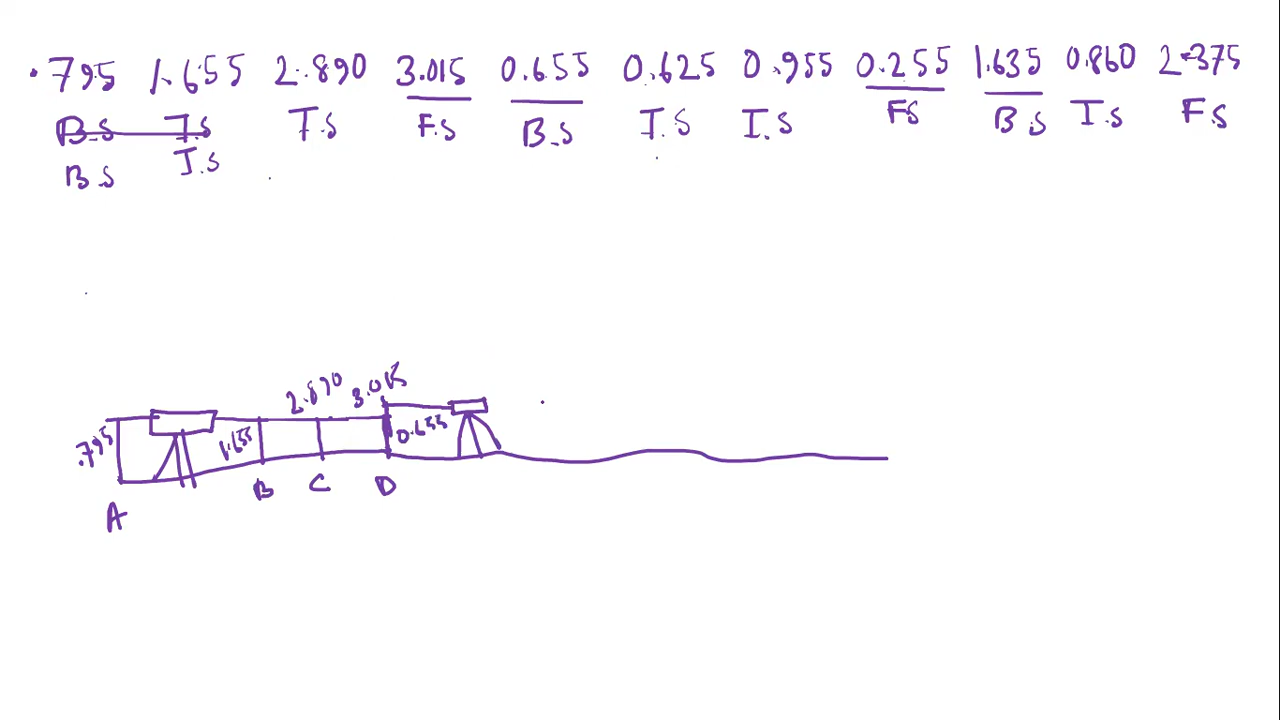 .795 1.655 2.890 3.015 0.655 0.625 0.955 0.255 1.635 0.860 2.375
B.S I.S I.S F.S B.S I.S I.S FS B.S I.S F.S
B.S I.S
2.890 3.015
.795 1.655 0.655
A B C D